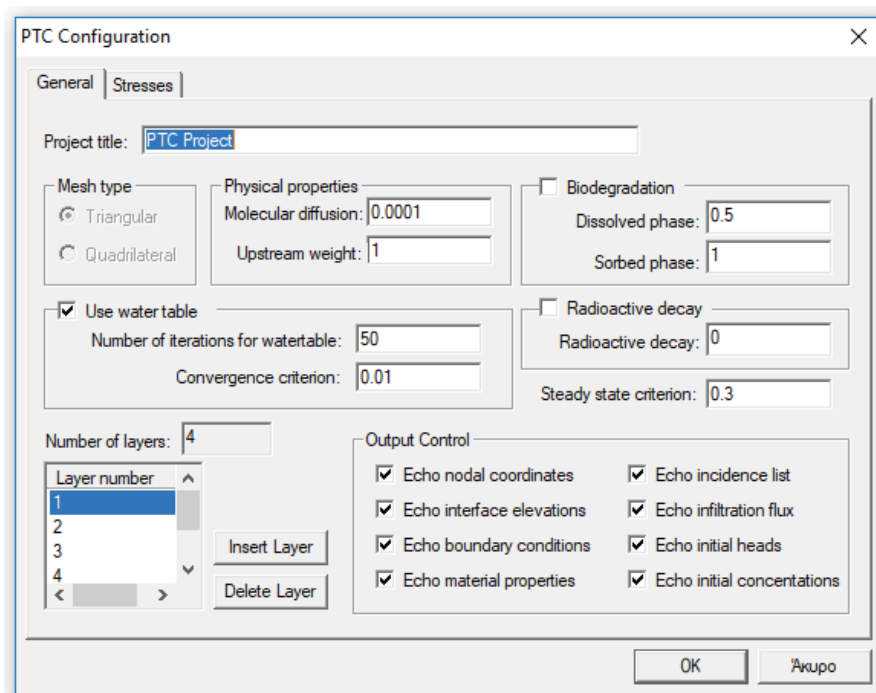 PTC Configuration
General
Stresses
Project title: PTC Project
Mesh type
Triangular
Quadrilateral
Physical properties
Molecular diffusion: 0.0001
Upstream weight: 1
Biodegradation
Dissolved phase: 0.5
Sorbed phase: 1
Use water table
Number of iterations for watertable: 50
Convergence criterion: 0.01
Radioactive decay
Radioactive decay: 0
Steady state criterion: 0.3
Number of layers: 4
Layer number
1
2
3
4
Insert Layer
Delete Layer
Output Control
Echo nodal coordinates
Echo incidence list
Echo interface elevations
Echo infiltration flux
Echo boundary conditions
Echo initial heads
Echo material properties
Echo initial concentations
OK
Άκυρο